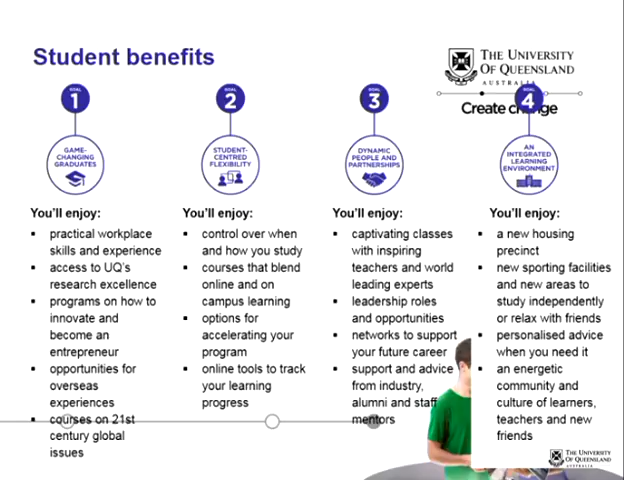 Student benefits
THE UNIVERSITY
OF QUEENSLAND
AUSTRALIA
Create change
GOAL
1
GAME-
CHANGING
GRADUATES
You'll enjoy:
practical workplace
skills and experience
access to UQ's
research excellence
programs on how to
innovate and
become an
entrepreneur
opportunities for
overseas
experiences
courses on 21st
century global
issues
GOAL
2
STUDENT-
CENTRED
FLEXIBILITY
You'll enjoy:
control over when
and how you study
courses that blend
online and on
campus learning
options for
accelerating your
program
online tools to track
your learning
progress
GOAL
3
DYNAMIC
PEOPLE AND
PARTNERSHIPS
You'll enjoy:
captivating classes
with inspiring
teachers and world
leading experts
leadership roles
and opportunities
networks to support
your future career
support and advice
from industry,
alumni and staff
mentors
GOAL
4
AN
INTEGRATED
LEARNING
ENVIRONMENT
You'll enjoy:
a new housing
precinct
new sporting facilities
and new areas to
study independently
or relax with friends
personalised advice
when you need it
an energetic
community and
culture of learners,
teachers and new
friends
THE UNIVERSITY
OF QUEENSLAND
AUSTRALIA